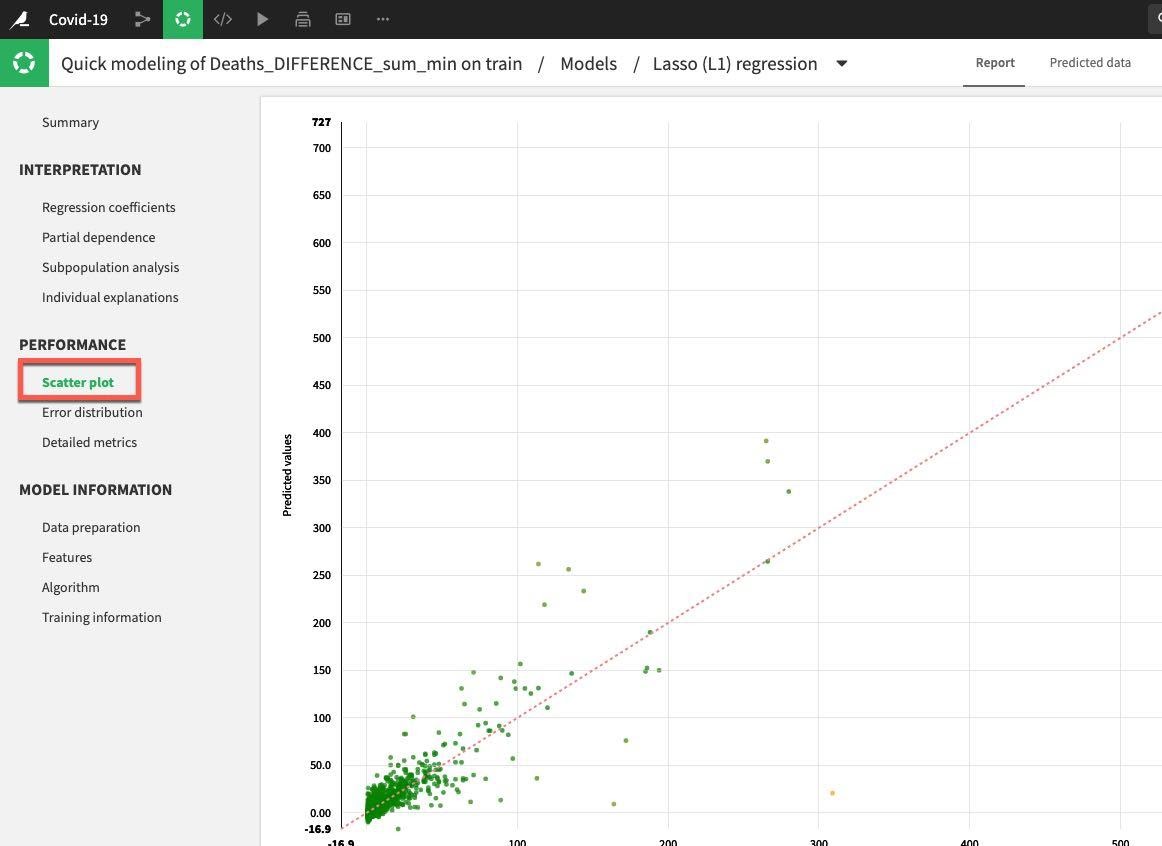 Covid-19
Quick modeling of Deaths_DIFFERENCE_sum_min on train / Models / Lasso (L1) regression
Report
Predicted data
Summary
INTERPRETATION
Regression coefficients
Partial dependence
Subpopulation analysis
Individual explanations
PERFORMANCE
Scatter plot
Error distribution
Detailed metrics
MODEL INFORMATION
Data preparation
Features
Algorithm
Training information
Predicted values
727
700
650
600
550
500
450
400
350
300
250
200
150
100
50.0
0.00
-16.9
-16.9 100 200 300 400 500